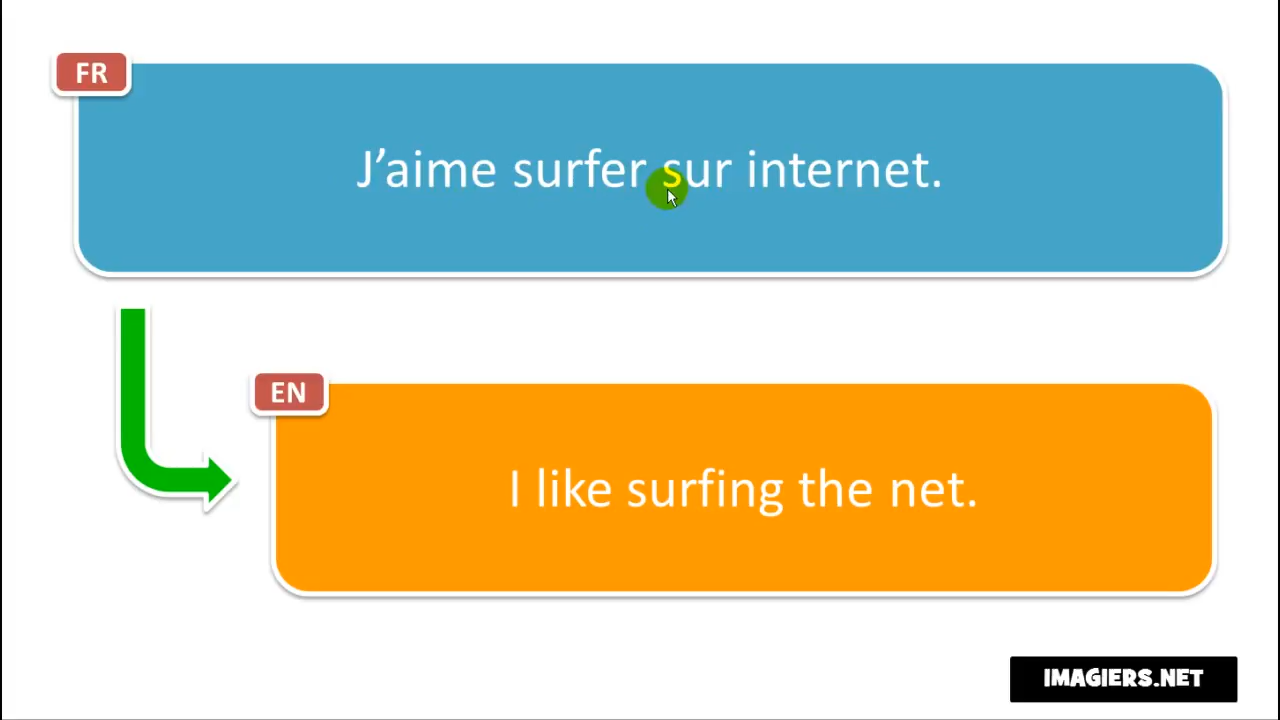 FR
J’aime surfer sur internet.
EN
I like surfing the net.
IMAGIERS.NET